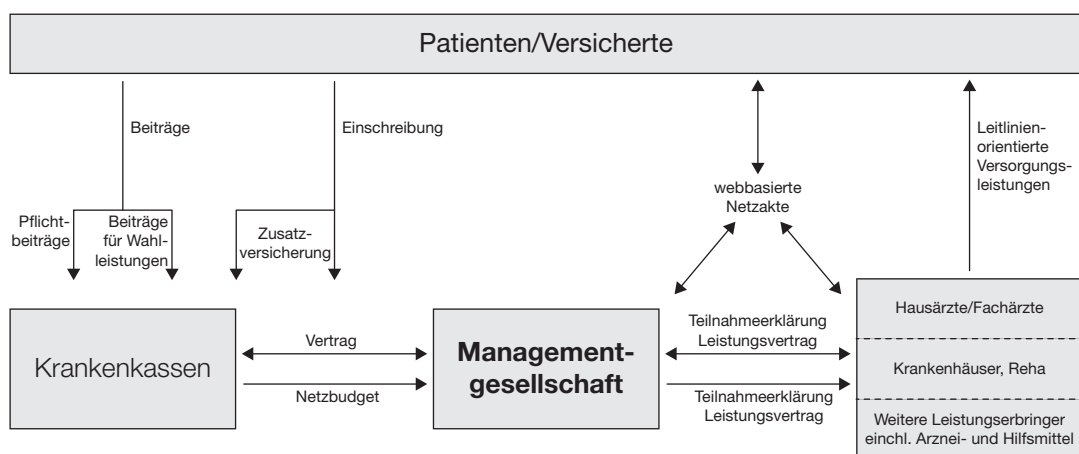 Patienten/Versicherte
Beiträge
Einschreibung
webbasierte
Netzakte
Leitlinien-
orientierte
Versorgungs-
leistungen
Pflicht-
beiträge
Beiträge
für Wahl-
leistungen
Zusatz-
versicherung
Krankenkassen
Vertrag
Netzbudget
Management-
gesellschaft
Teilnahmeerklärung
Leistungsvertrag
Teilnahmeerklärung
Leistungsvertrag
Hausärzte/Fachärzte
Krankenhäuser, Reha
Weitere Leistungserbringer
einchl. Arznei- und Hilfsmittel